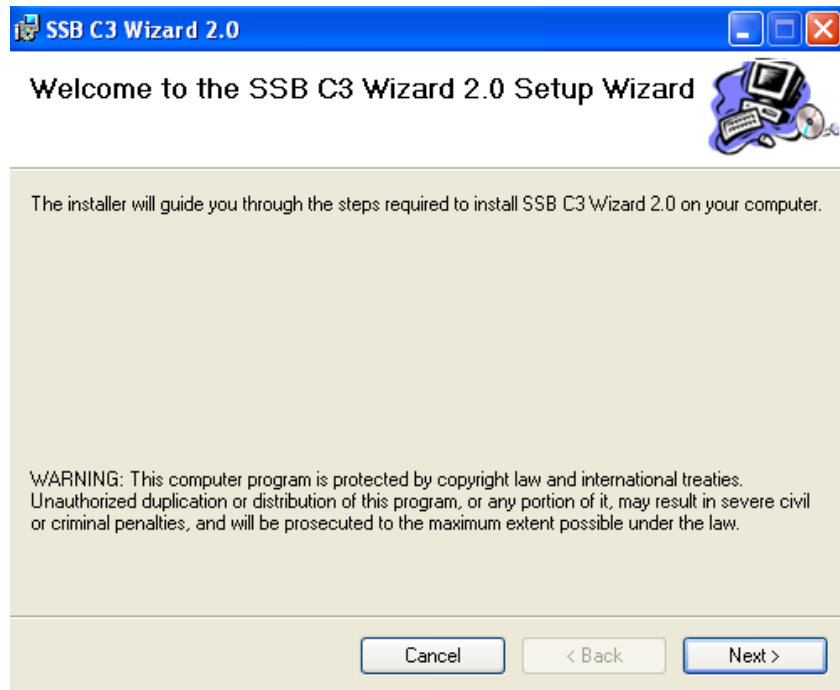 SSB C3 Wizard 2.0
Welcome to the SSB C3 Wizard 2.0 Setup Wizard
The installer will guide you through the steps required to install SSB C3 Wizard 2.0 on your computer.
WARNING: This computer program is protected by copyright law and international treaties.
Unauthorized duplication or distribution of this program, or any portion of it, may result in severe civil
or criminal penalties, and will be prosecuted to the maximum extent possible under the law.
Cancel
< Back
Next >